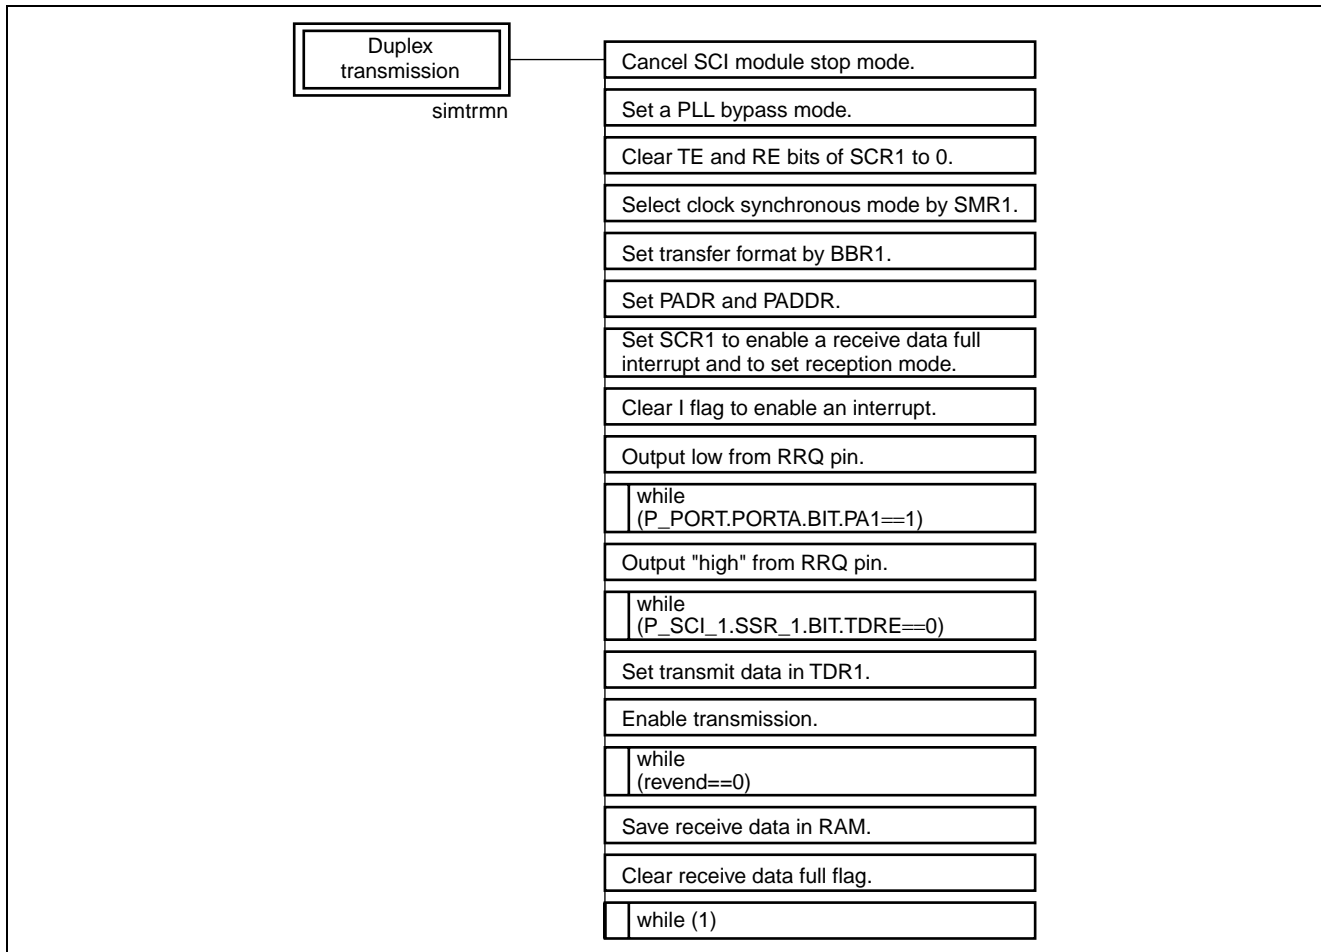 Duplex
transmission
simtrmn
Cancel SCI module stop mode.
Set a PLL bypass mode.
Clear TE and RE bits of SCR1 to 0.
Select clock synchronous mode by SMR1.
Set transfer format by BBR1.
Set PADR and PADDR.
Set SCR1 to enable a receive data full
interrupt and to set reception mode.
Clear I flag to enable an interrupt.
Output low from RRQ pin.
while
(P_PORT.PORTA.BIT.PA1==1)
Output "high" from RRQ pin.
while
(P_SCI_1.SSR_1.BIT.TDRE==0)
Set transmit data in TDR1.
Enable transmission.
while
(revend==0)
Save receive data in RAM.
Clear receive data full flag.
while (1)